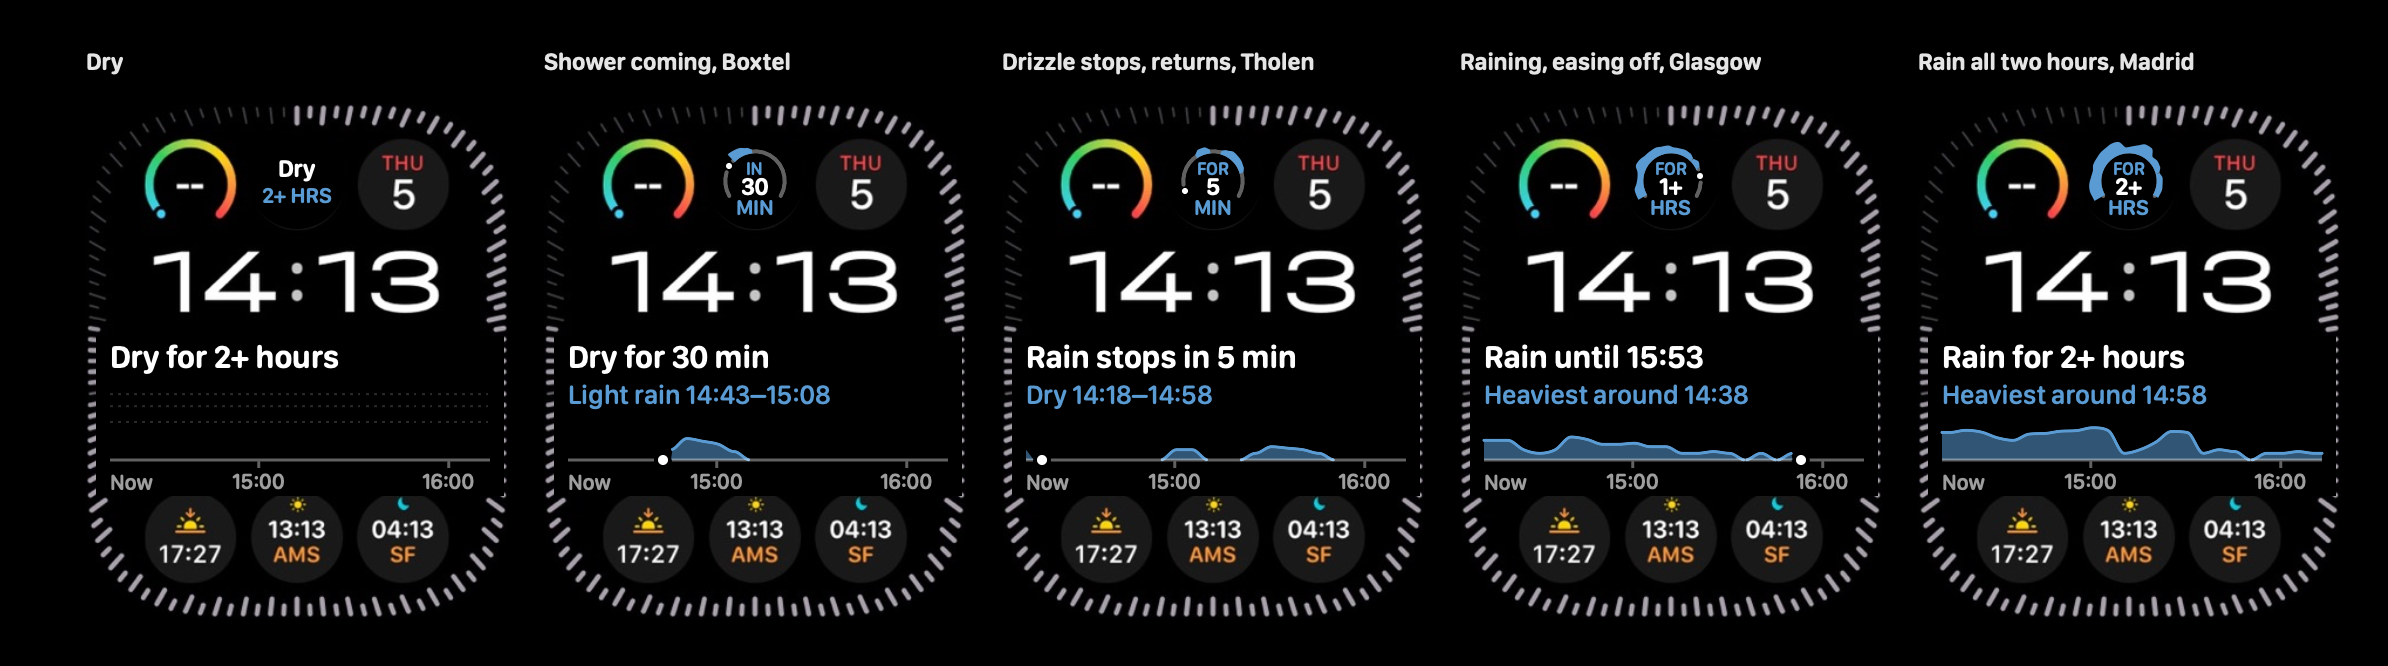 Dry
-- Dry 2+ HRS THU 5
14:13
Dry for 2+ hours
Now 15:00 16:00
17:27 13:13 AMS 04:13 SF
Shower coming, Boxtel
-- IN 30 MIN THU 5
14:13
Dry for 30 min
Light rain 14:43–15:08
Now 15:00 16:00
17:27 13:13 AMS 04:13 SF
Drizzle stops, returns, Tholen
-- FOR 5 MIN THU 5
14:13
Rain stops in 5 min
Dry 14:18–14:58
Now 15:00 16:00
17:27 13:13 AMS 04:13 SF
Raining, easing off, Glasgow
-- FOR 1+ HRS THU 5
14:13
Rain until 15:53
Heaviest around 14:38
Now 15:00 16:00
17:27 13:13 AMS 04:13 SF
Rain all two hours, Madrid
-- FOR 2+ HRS THU 5
14:13
Rain for 2+ hours
Heaviest around 14:58
Now 15:00 16:00
17:27 13:13 AMS 04:13 SF